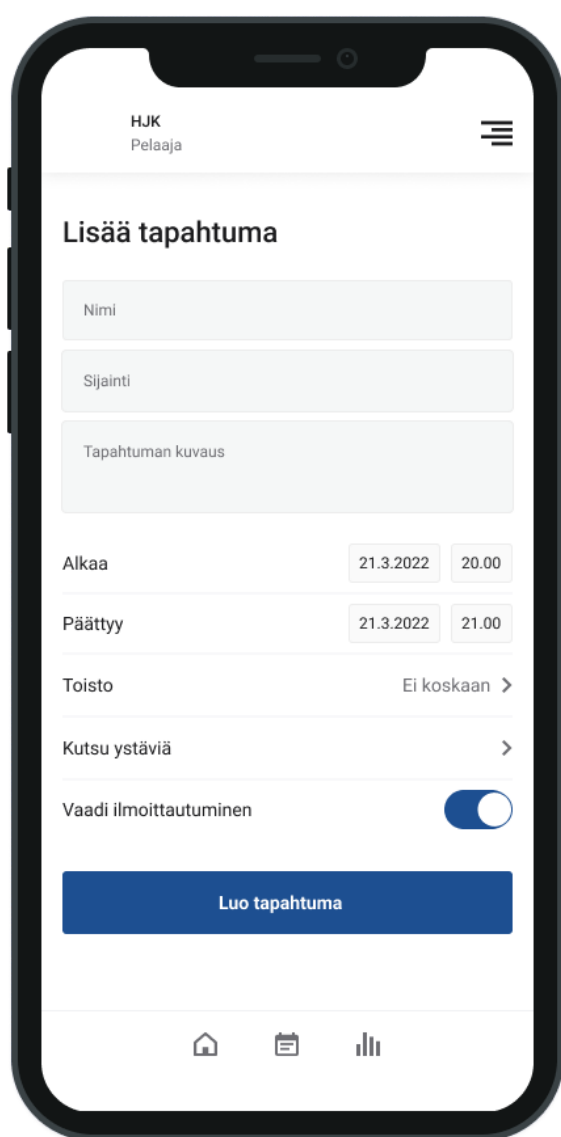 HJK
Pelaaja
Lisää tapahtuma
Nimi
Sijainti
Tapahtuman kuvaus
Alkaa 21.3.2022 20.00
Päättyy 21.3.2022 21.00
Toisto Ei koskaan
Kutsu ystäviä
Vaadi ilmoittautuminen
Luo tapahtuma